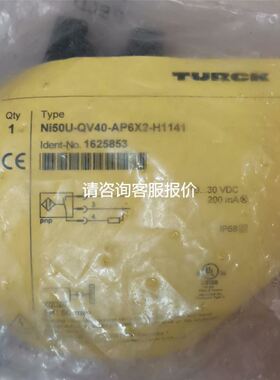 TURCK
Qty
Type
1
Ni50U-QV40-AP6X2-H1141
Ident-No. 1625853
CE
请咨询客服报价
pnp
30 VDC
200 mA
IP68
UL